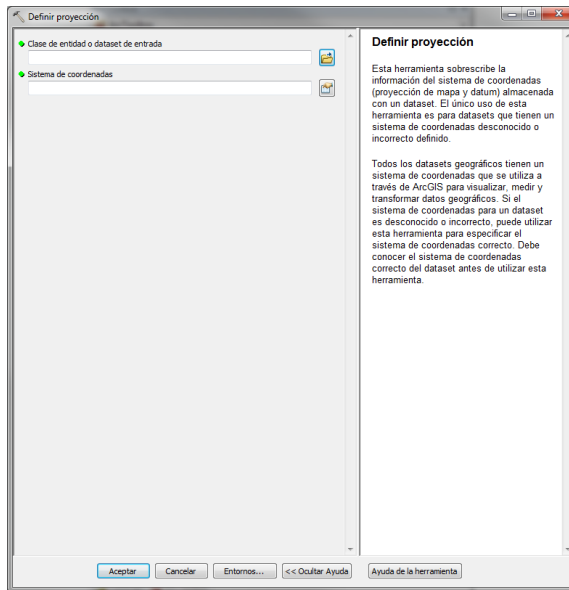 Definir proyección
Clase de entidad o dataset de entrada
Sistema de coordenadas
Definir proyección
Esta herramienta sobrescribe la
información del sistema de coordenadas
(proyección de mapa y datum) almacenada
con un dataset. El único uso de esta
herramienta es para datasets que tienen un
sistema de coordenadas desconocido o
incorrecto definido.
Todos los datasets geográficos tienen un
sistema de coordenadas que se utiliza a
través de ArcGIS para visualizar, medir y
transformar datos geográficos. Si el
sistema de coordenadas para un dataset
es desconocido o incorrecto, puede utilizar
esta herramienta para especificar el
sistema de coordenadas correcto. Debe
conocer el sistema de coordenadas
correcto del dataset antes de utilizar esta
herramienta.
Aceptar Cancelar Entornos... << Ocultar Ayuda Ayuda de la herramienta